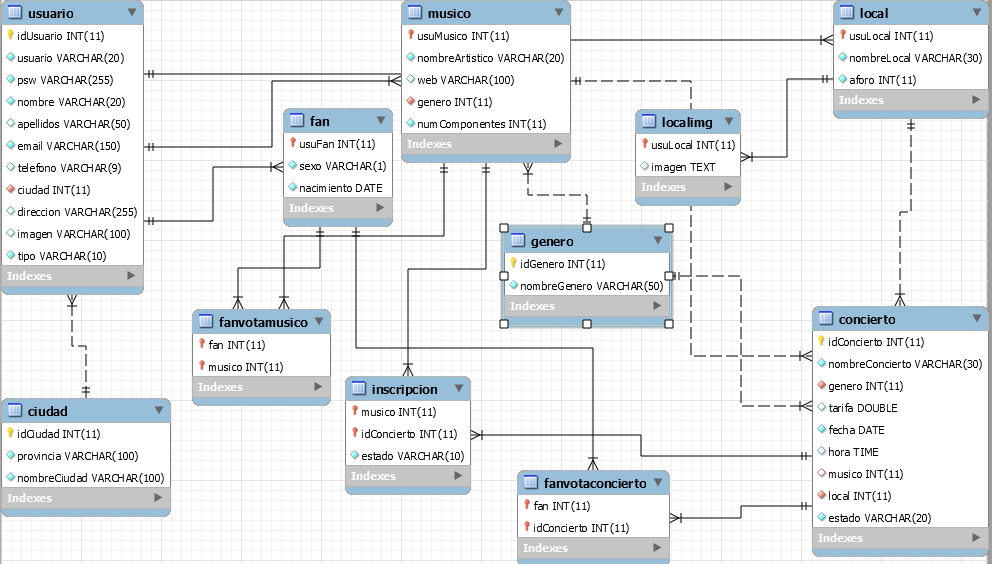 usuario
idUsuario INT(11)
usuario VARCHAR(20)
psw VARCHAR(255)
nombre VARCHAR(20)
apellidos VARCHAR(50)
email VARCHAR(150)
telefono VARCHAR(9)
ciudad INT(11)
direccion VARCHAR(255)
imagen VARCHAR(100)
tipo VARCHAR(10)
Indexes
musico
usuMusico INT(11)
nombreArtistico VARCHAR(20)
web VARCHAR(100)
genero INT(11)
numComponentes INT(11)
Indexes
local
usuLocal INT(11)
nombreLocal VARCHAR(30)
aforo INT(11)
Indexes
fan
usuFan INT(11)
sexo VARCHAR(1)
nacimiento DATE
Indexes
localimg
usuLocal INT(11)
imagen TEXT
Indexes
genero
idGenero INT(11)
nombreGenero VARCHAR(50)
Indexes
fanvotamusico
fan INT(11)
musico INT(11)
Indexes
concierto
idConcierto INT(11)
nombreConcierto VARCHAR(30)
genero INT(11)
tarifa DOUBLE
fecha DATE
hora TIME
musico INT(11)
local INT(11)
estado VARCHAR(20)
Indexes
inscripcion
musico INT(11)
idConcierto INT(11)
estado VARCHAR(10)
Indexes
ciudad
idCiudad INT(11)
provincia VARCHAR(100)
nombreCiudad VARCHAR(100)
Indexes
fanvotaconcierto
fan INT(11)
idConcierto INT(11)
Indexes